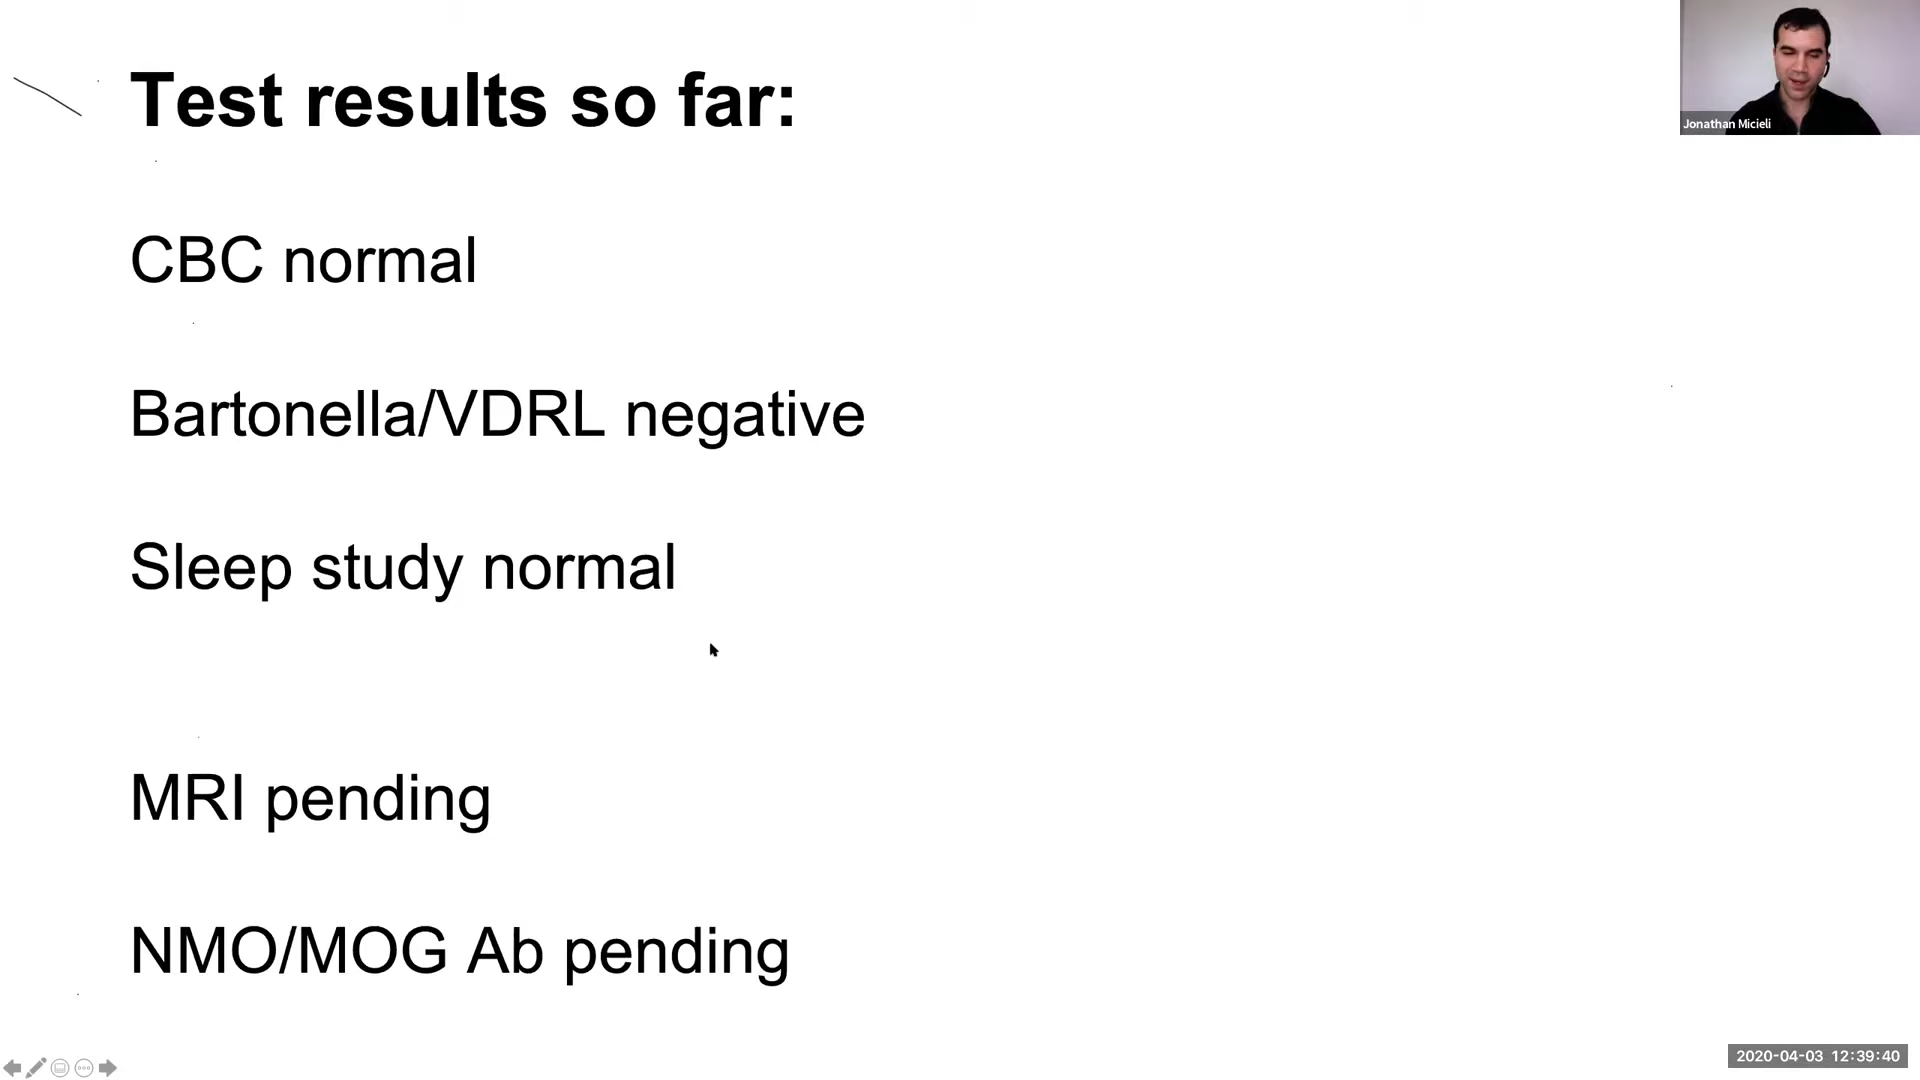 Test results so far:
Jonathan Micieli
CBC normal
Bartonella/VDRL negative
Sleep study normal
MRI pending
NMO/MOG Ab pending
2020-04-03 12:39:40